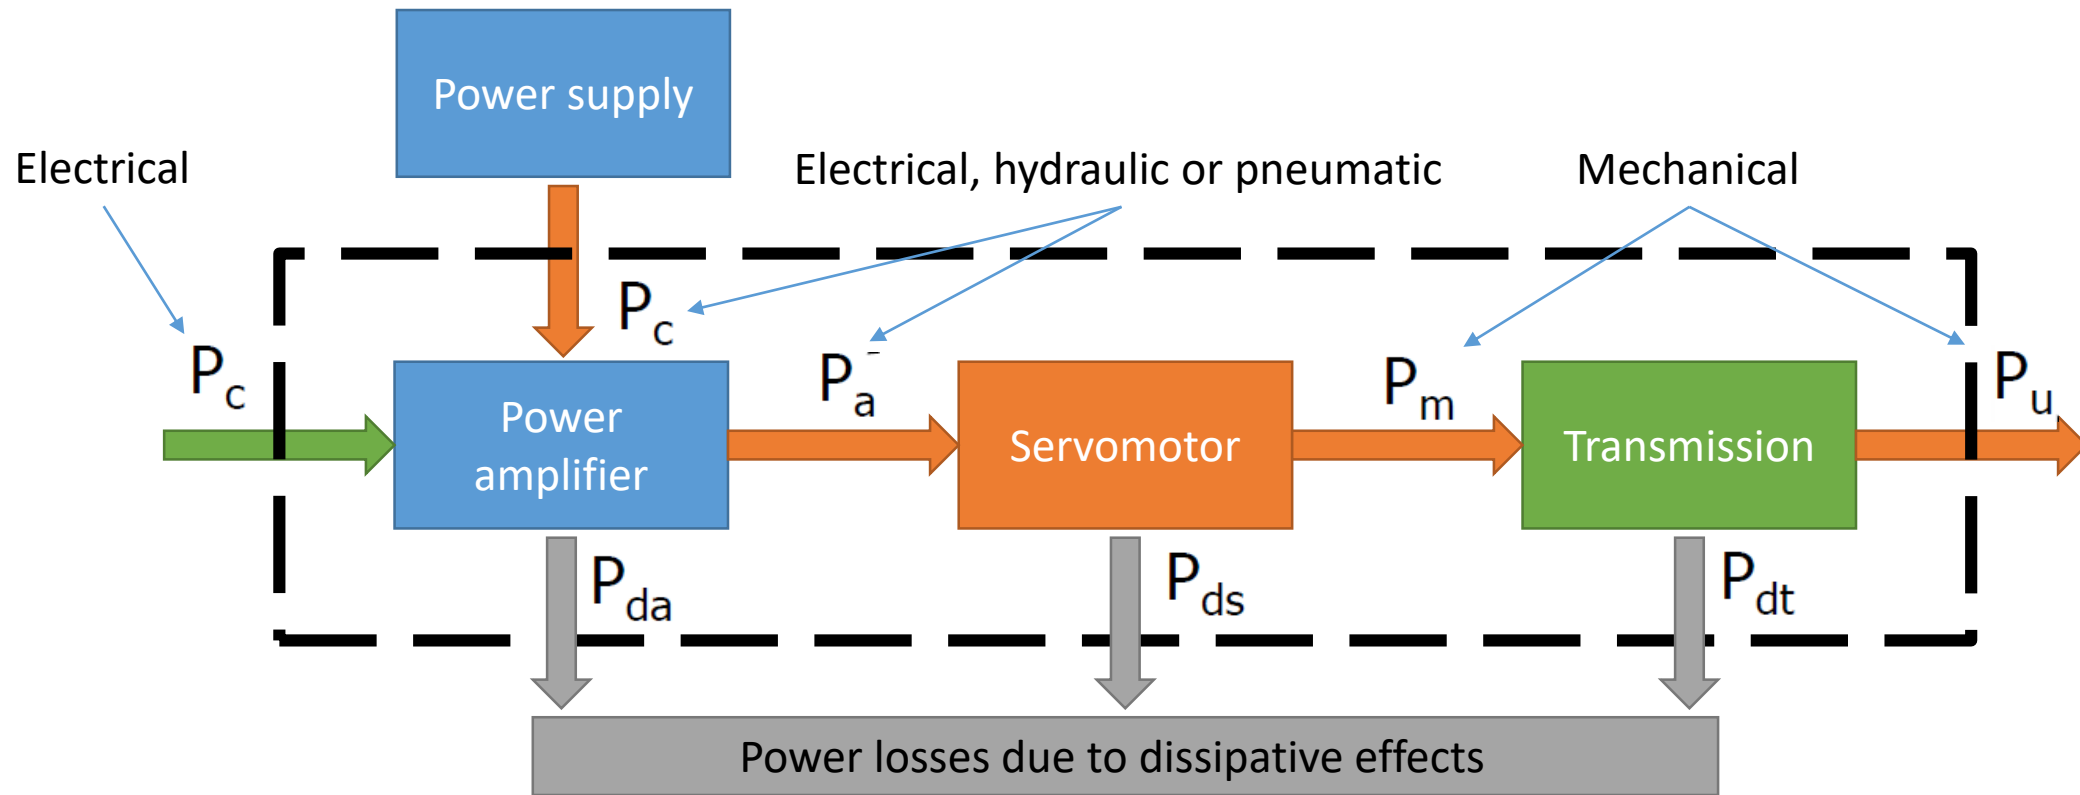 Power supply
Electrical
Electrical, hydraulic or pneumatic
Mechanical
Pc
Pc
Pa
Pm
Pu
Power
amplifier
Servomotor
Transmission
Pda
Pds
Pdt
Power losses due to dissipative effects